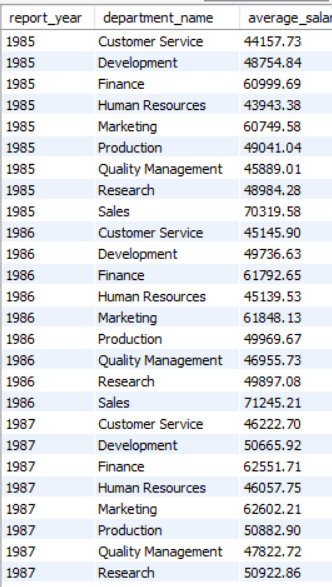 report_year department_name average_salar
1985 Customer Service 44157.73
1985 Development 48754.84
1985 Finance 60999.69
1985 Human Resources 43943.38
1985 Marketing 60749.58
1985 Production 49041.04
1985 Quality Management 45889.01
1985 Research 48984.28
1985 Sales 70319.58
1986 Customer Service 45145.90
1986 Development 49736.63
1986 Finance 61792.65
1986 Human Resources 45139.53
1986 Marketing 61848.13
1986 Production 49969.67
1986 Quality Management 46955.73
1986 Research 49897.08
1986 Sales 71245.21
1987 Customer Service 46222.70
1987 Development 50665.92
1987 Finance 62551.71
1987 Human Resources 46057.75
1987 Marketing 62602.21
1987 Production 50882.90
1987 Quality Management 47822.72
1987 Research 50922.86